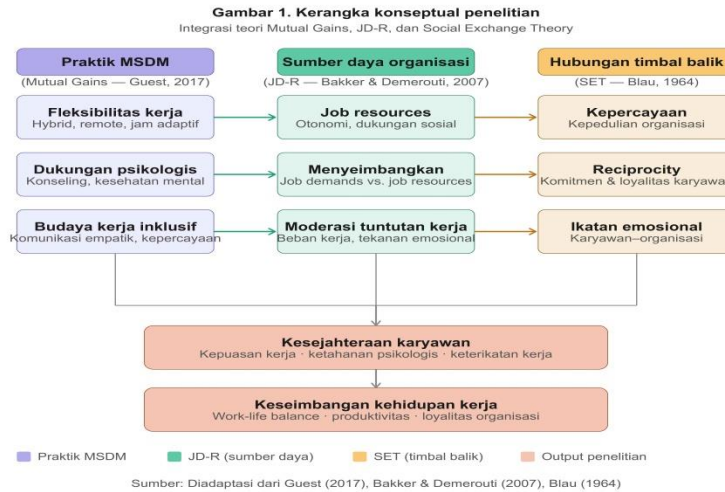 Gambar 1. Kerangka konseptual penelitian
Integrasi teori Mutual Gains, JD-R, dan Social Exchange Theory
Praktik MSDM
(Mutual Gains — Guest, 2017)
Sumber daya organisasi
(JD-R — Bakker & Demerouti, 2007)
Hubungan timbal balik
(SET — Blau, 1964)
Fleksibilitas kerja
Hybrid, remote, jam adaptif
Job resources
Otonomi, dukungan sosial
Kepercayaan
Kepedulian organisasi
Dukungan psikologis
Konseling, kesehatan mental
Menyeimbangkan
Job demands vs. job resources
Reciprocity
Komitmen & loyalitas karyawan
Budaya kerja inklusif
Komunikasi empatik, kepercayaan
Moderasi tuntutan kerja
Beban kerja, tekanan emosional
Ikatan emosional
Karyawan–organisasi
Kesejahteraan karyawan
Kepuasan kerja · ketahanan psikologis · keterikatan kerja
Keseimbangan kehidupan kerja
Work-life balance · produktivitas · loyalitas organisasi
Praktik MSDM
JD-R (sumber daya)
SET (timbal balik)
Output penelitian
Sumber: Diadaptasi dari Guest (2017), Bakker & Demerouti (2007), Blau (1964)